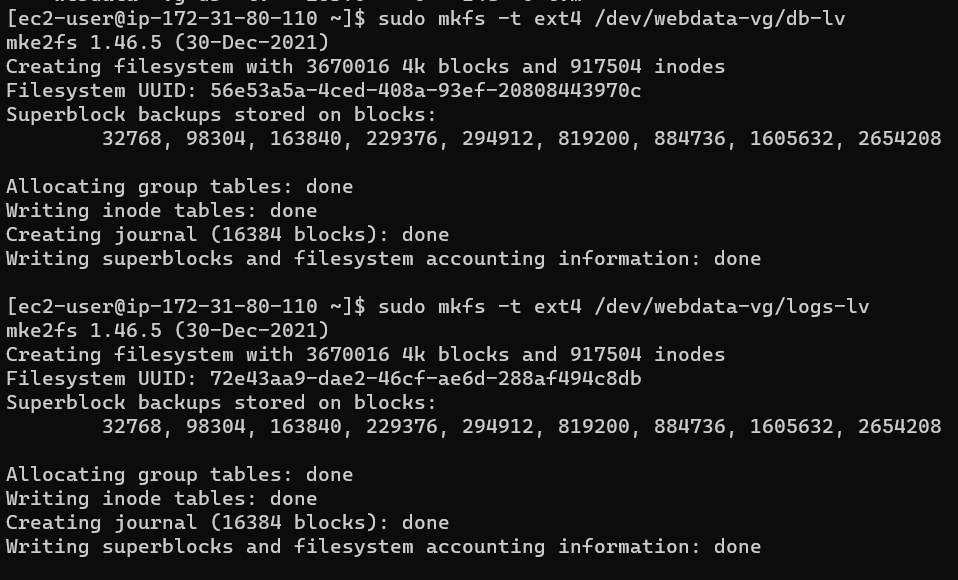 [ec2-user@ip-172-31-80-110 ~]$ sudo mkfs -t ext4 /dev/webdata-vg/db-lv
mke2fs 1.46.5 (30-Dec-2021)
Creating filesystem with 3670016 4k blocks and 917504 inodes
Filesystem UUID: 56e53a5a-4ced-408a-93ef-20808443970c
Superblock backups stored on blocks:
        32768, 98304, 163840, 229376, 294912, 819200, 884736, 1605632, 2654208

Allocating group tables: done
Writing inode tables: done
Creating journal (16384 blocks): done
Writing superblocks and filesystem accounting information: done

[ec2-user@ip-172-31-80-110 ~]$ sudo mkfs -t ext4 /dev/webdata-vg/logs-lv
mke2fs 1.46.5 (30-Dec-2021)
Creating filesystem with 3670016 4k blocks and 917504 inodes
Filesystem UUID: 72e43aa9-dae2-46cf-ae6d-288af494c8db
Superblock backups stored on blocks:
        32768, 98304, 163840, 229376, 294912, 819200, 884736, 1605632, 2654208

Allocating group tables: done
Writing inode tables: done
Creating journal (16384 blocks): done
Writing superblocks and filesystem accounting information: done